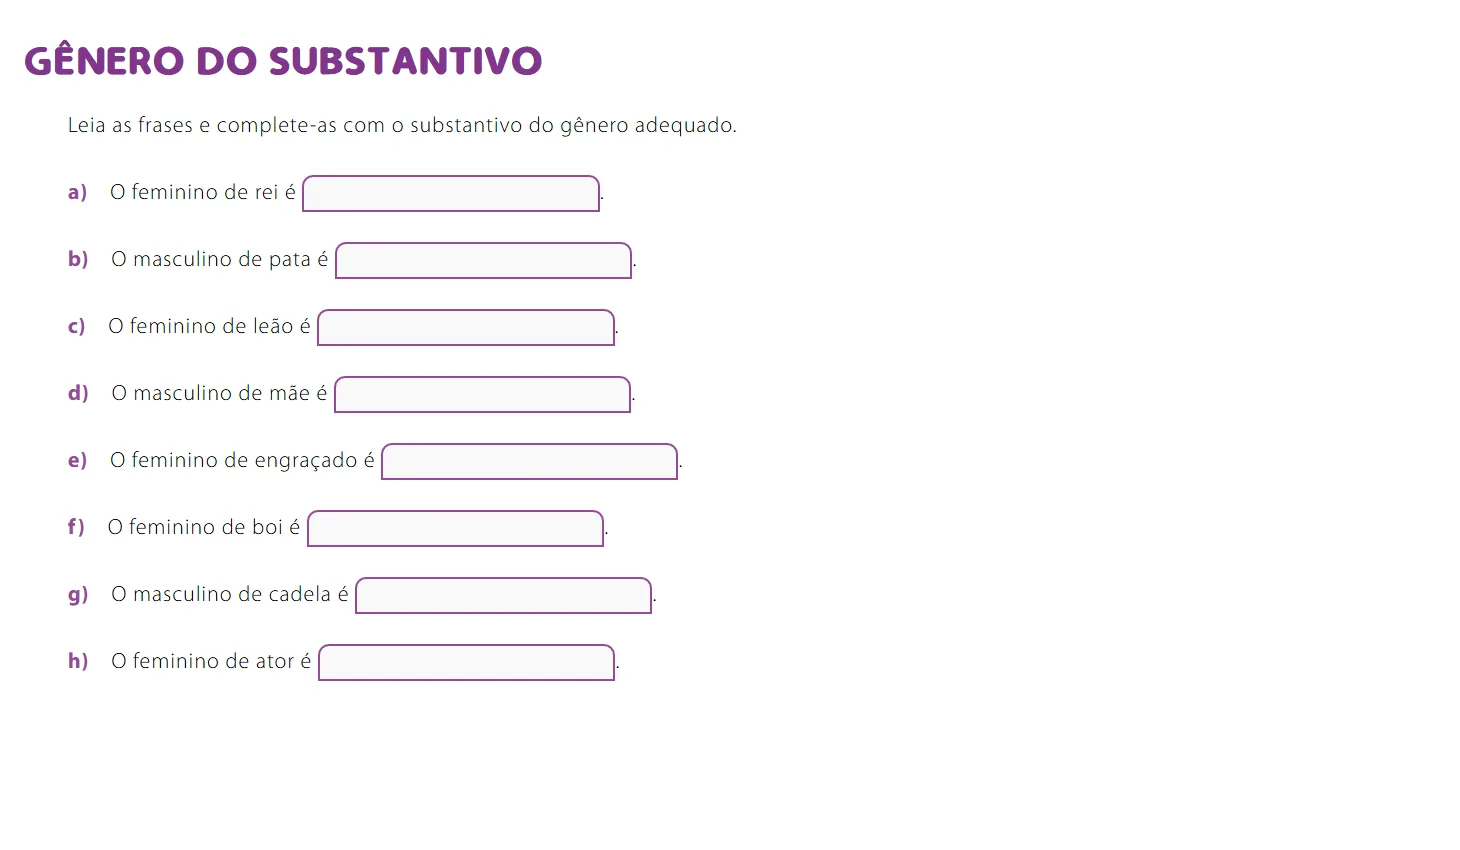 GÊNERO DO SUBSTANTIVO
Leia as frases e complete-as com o substantivo do gênero adequado.
a) O feminino de rei é .
b) O masculino de pata é .
c) O feminino de leão é .
d) O masculino de mãe é .
e) O feminino de engraçado é .
f) O feminino de boi é .
g) O masculino de cadela é .
h) O feminino de ator é .